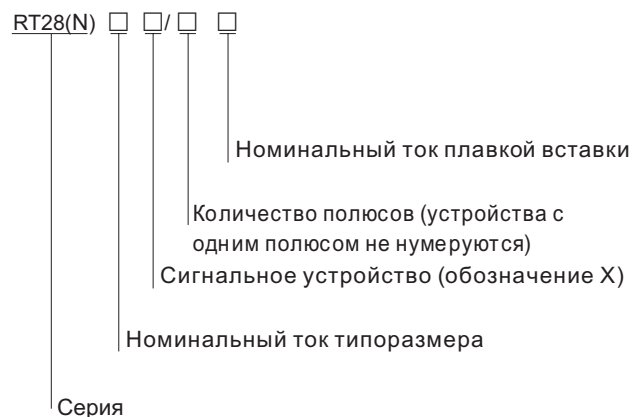 RT28(N) □ □/□ □
Номинальный ток плавкой вставки
Количество полюсов (устройства с
одним полюсом не нумеруются)
Сигнальное устройство (обозначение X)
Номинальный ток типоразмера
Серия